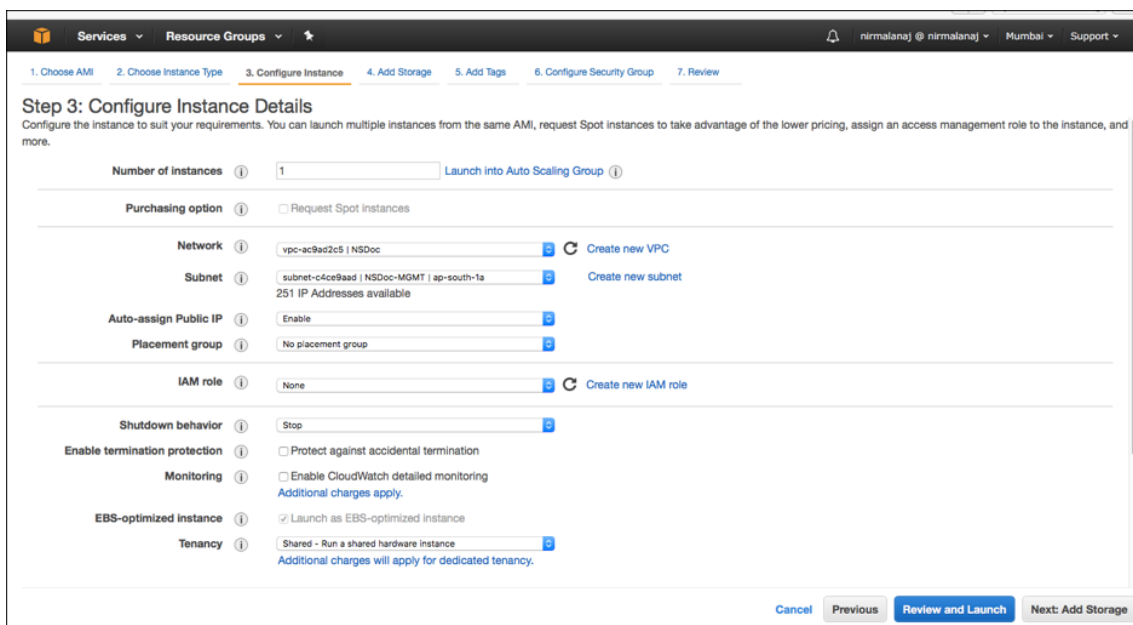 Services Resource Groups nirmalanaj @ nirmalanaj Mumbai Support
1. Choose AMI 2. Choose Instance Type 3. Configure Instance 4. Add Storage 5. Add Tags 6. Configure Security Group 7. Review
Step 3: Configure Instance Details
Configure the instance to suit your requirements. You can launch multiple instances from the same AMI, request Spot instances to take advantage of the lower pricing, assign an access management role to the instance, and
more.
Number of instances 1 Launch into Auto Scaling Group
Purchasing option Request Spot instances
Network vpc-ac9ad2c5 | NSDoc Create new VPC
Subnet subnet-c4ce9aad | NSDoc-MGMT | ap-south-1a Create new subnet
251 IP Addresses available
Auto-assign Public IP Enable
Placement group No placement group
IAM role None Create new IAM role
Shutdown behavior Stop
Enable termination protection Protect against accidental termination
Monitoring Enable CloudWatch detailed monitoring
Additional charges apply.
EBS-optimized instance Launch as EBS-optimized instance
Tenancy Shared - Run a shared hardware instance
Additional charges will apply for dedicated tenancy.
Cancel Previous Review and Launch Next: Add Storage